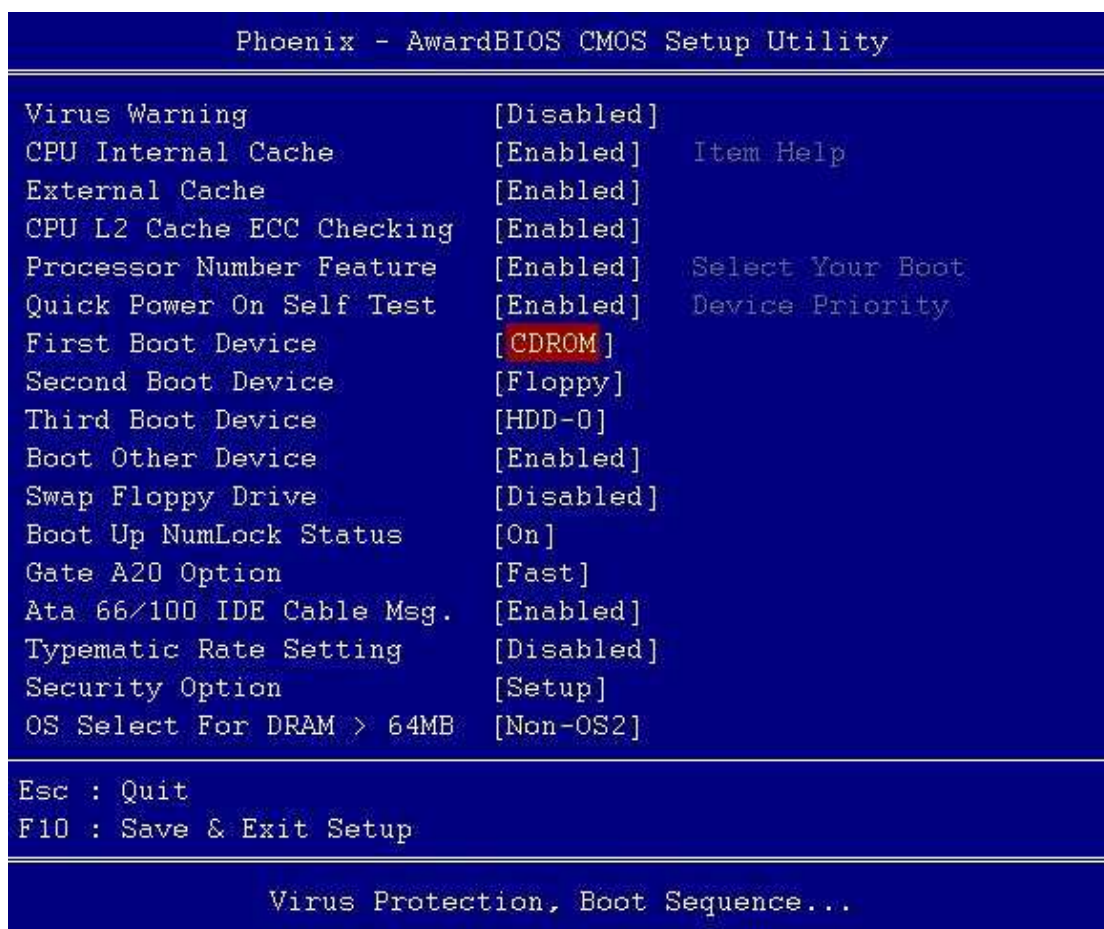 Phoenix - AwardBIOS CMOS Setup Utility
Virus Warning [Disabled]
CPU Internal Cache [Enabled] Item Help
External Cache [Enabled]
CPU L2 Cache ECC Checking [Enabled]
Processor Number Feature [Enabled] Select Your Boot
Quick Power On Self Test [Enabled] Device Priority
First Boot Device [CDROM]
Second Boot Device [Floppy]
Third Boot Device [HDD-0]
Boot Other Device [Enabled]
Swap Floppy Drive [Disabled]
Boot Up NumLock Status [On]
Gate A20 Option [Fast]
Ata 66/100 IDE Cable Msg. [Enabled]
Typematic Rate Setting [Disabled]
Security Option [Setup]
OS Select For DRAM > 64MB [Non-OS2]
Esc : Quit
F10 : Save & Exit Setup
Virus Protection, Boot Sequence...